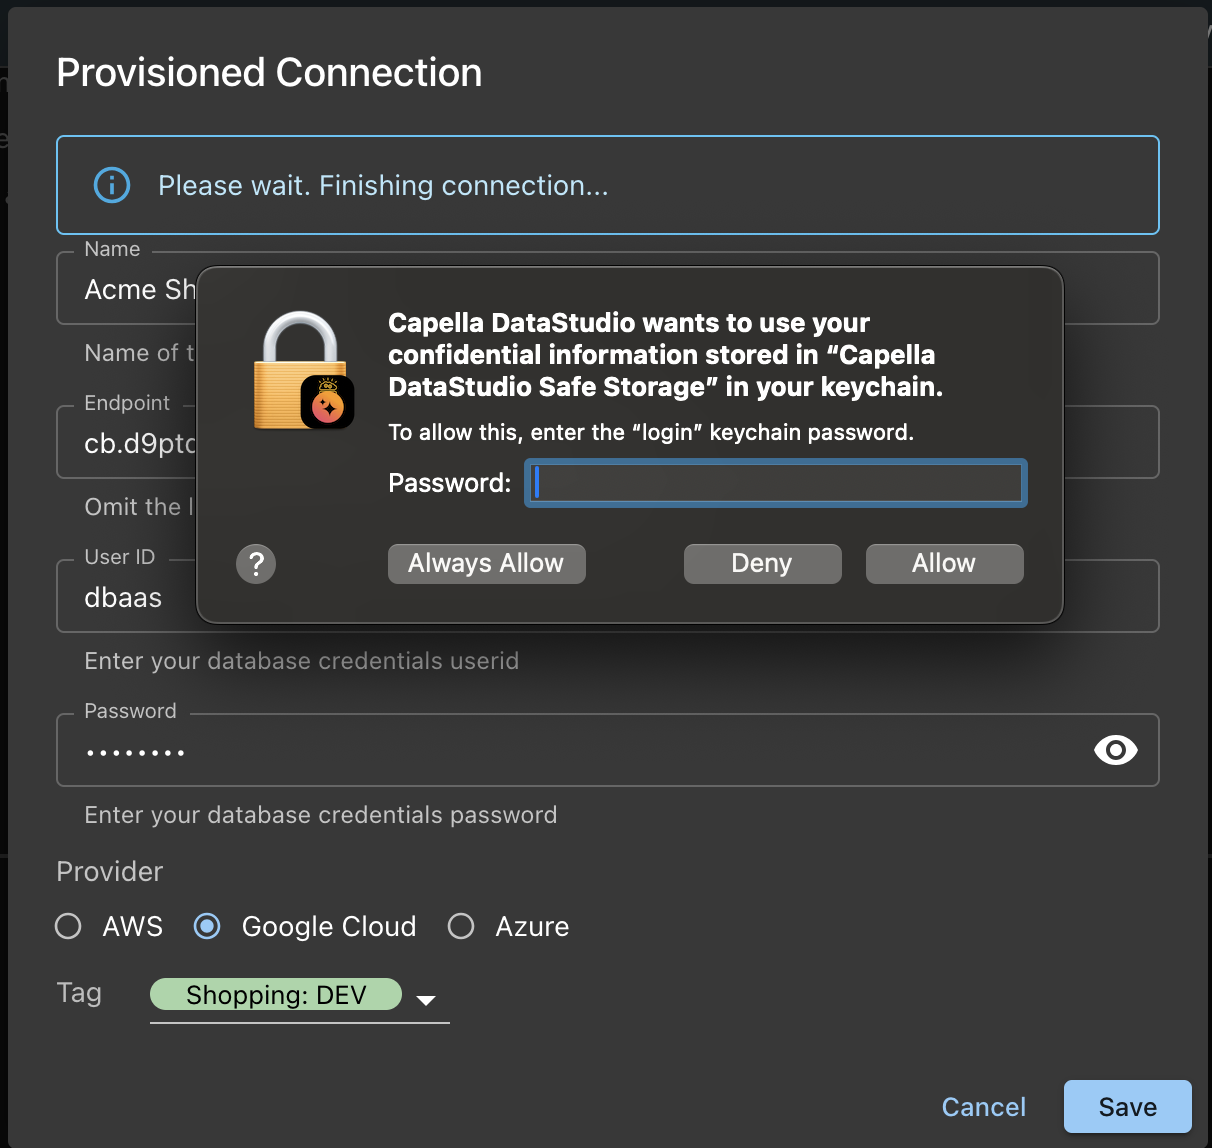 Provisioned Connection
Please wait. Finishing connection...
Name
Acme Sh
Name of t
Capella DataStudio wants to use your
confidential information stored in “Capella
DataStudio Safe Storage” in your keychain.
To allow this, enter the “login” keychain password.
Password:
? Always Allow Deny Allow
Endpoint
cb.d9ptd
Omit the l
User ID
dbaas
Enter your database credentials userid
Password
••••••••
Enter your database credentials password
Provider
AWS Google Cloud Azure
Tag Shopping: DEV
Cancel Save